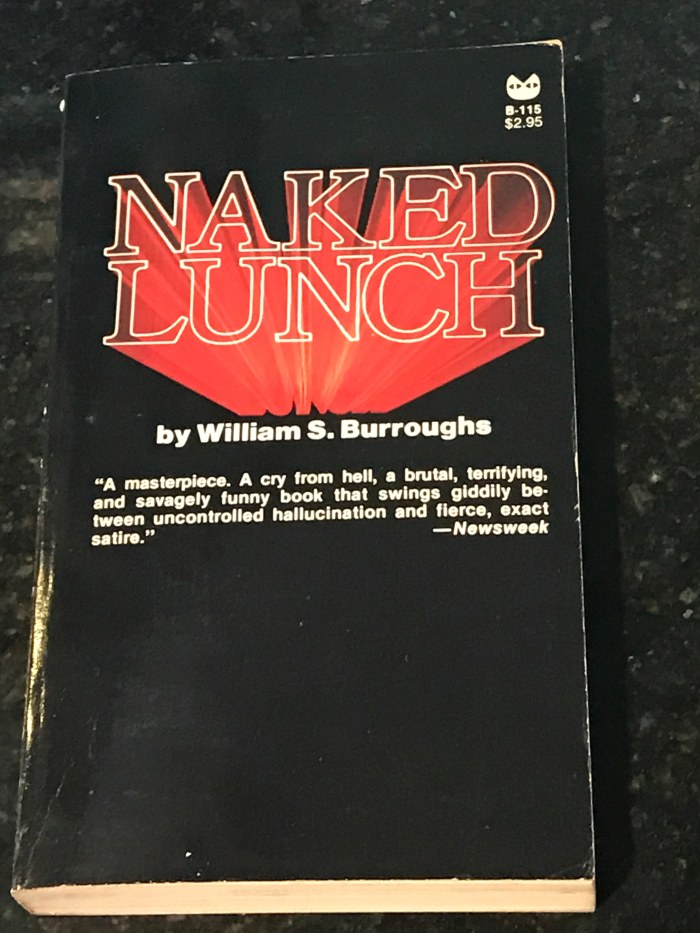 B-115
$2.95
NAKED
LUNCH
by William S. Burroughs
“A masterpiece. A cry from hell, a brutal, terrifying,
and savagely funny book that swings giddily be-
tween uncontrolled hallucination and fierce, exact
satire.” —Newsweek